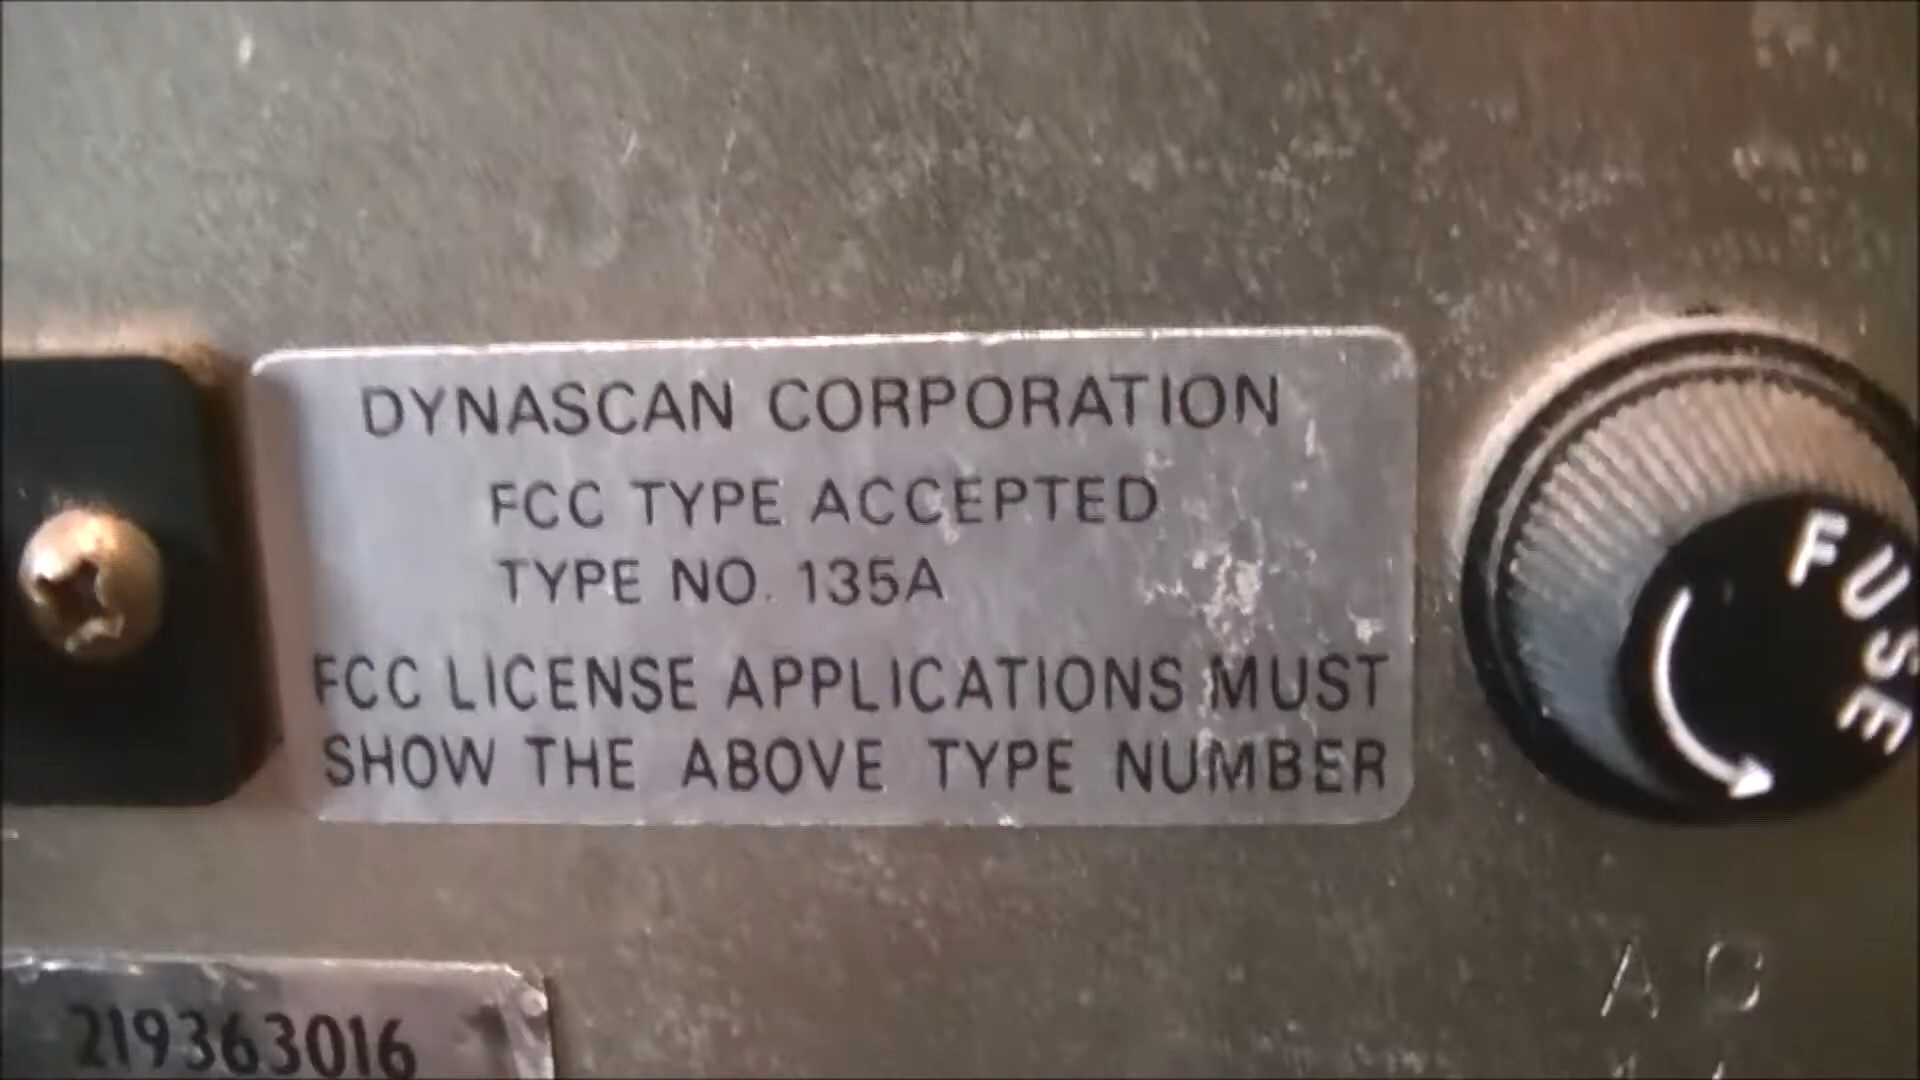 DYNASCAN CORPORATION
FCC TYPE ACCEPTED
TYPE NO. 135A
FCC LICENSE APPLICATIONS MUST
SHOW THE ABOVE TYPE NUMBER
FUSE
219363016